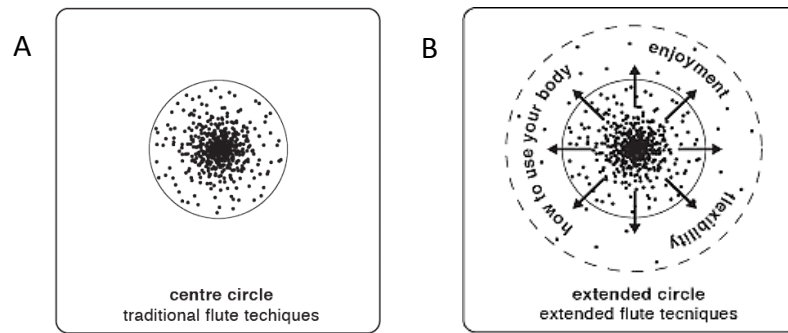 A
centre circle
traditional flute techiques
B
enjoyment
how to use your body
flexibility
extended circle
extended flute tecniques